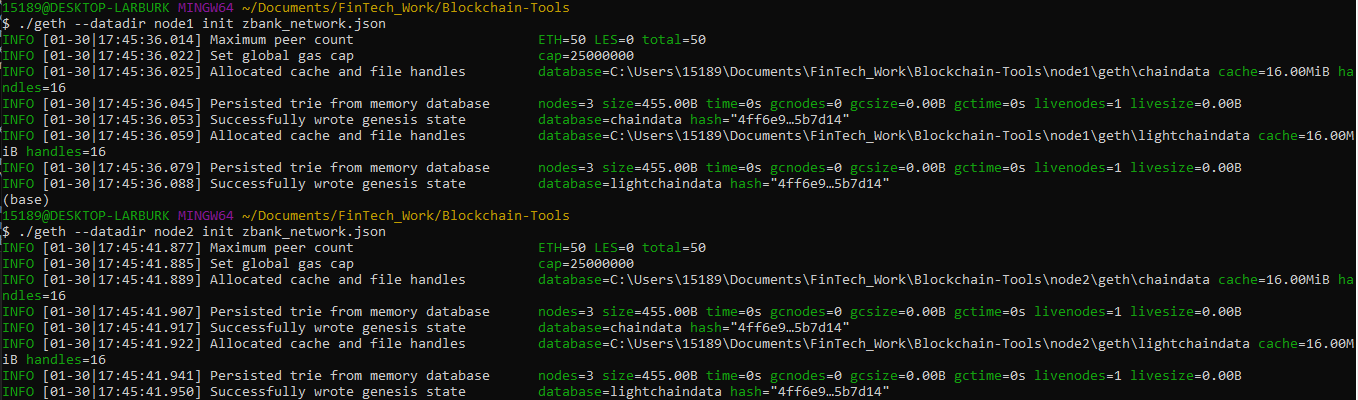 15189@DESKTOP-LARBURK MINGW64 ~/Documents/FinTech_Work/Blockchain-Tools
$ ./geth --datadir node1 init zbank_network.json
INFO [01-30|17:45:36.014] Maximum peer count                       ETH=50 LES=0 total=50
INFO [01-30|17:45:36.022] Set global gas cap                       cap=25000000
INFO [01-30|17:45:36.025] Allocated cache and file handles         database=C:\Users\15189\Documents\FinTech_Work\Blockchain-Tools\node1\geth\chaindata cache=16.00MiB ha
ndles=16
INFO [01-30|17:45:36.045] Persisted trie from memory database      nodes=3 size=455.00B time=0s gcnodes=0 gcsize=0.00B gctime=0s livenodes=1 livesize=0.00B
INFO [01-30|17:45:36.053] Successfully wrote genesis state         database=chaindata hash="4ff6e9…5b7d14"
INFO [01-30|17:45:36.059] Allocated cache and file handles         database=C:\Users\15189\Documents\FinTech_Work\Blockchain-Tools\node1\geth\lightchaindata cache=16.00M
iB handles=16
INFO [01-30|17:45:36.079] Persisted trie from memory database      nodes=3 size=455.00B time=0s gcnodes=0 gcsize=0.00B gctime=0s livenodes=1 livesize=0.00B
INFO [01-30|17:45:36.088] Successfully wrote genesis state         database=lightchaindata hash="4ff6e9…5b7d14"
(base)
15189@DESKTOP-LARBURK MINGW64 ~/Documents/FinTech_Work/Blockchain-Tools
$ ./geth --datadir node2 init zbank_network.json
INFO [01-30|17:45:41.877] Maximum peer count                       ETH=50 LES=0 total=50
INFO [01-30|17:45:41.885] Set global gas cap                       cap=25000000
INFO [01-30|17:45:41.889] Allocated cache and file handles         database=C:\Users\15189\Documents\FinTech_Work\Blockchain-Tools\node2\geth\chaindata cache=16.00MiB ha
ndles=16
INFO [01-30|17:45:41.907] Persisted trie from memory database      nodes=3 size=455.00B time=0s gcnodes=0 gcsize=0.00B gctime=0s livenodes=1 livesize=0.00B
INFO [01-30|17:45:41.917] Successfully wrote genesis state         database=chaindata hash="4ff6e9…5b7d14"
INFO [01-30|17:45:41.922] Allocated cache and file handles         database=C:\Users\15189\Documents\FinTech_Work\Blockchain-Tools\node2\geth\lightchaindata cache=16.00M
iB handles=16
INFO [01-30|17:45:41.941] Persisted trie from memory database      nodes=3 size=455.00B time=0s gcnodes=0 gcsize=0.00B gctime=0s livenodes=1 livesize=0.00B
INFO [01-30|17:45:41.950] Successfully wrote genesis state         database=lightchaindata hash="4ff6e9…5b7d14"